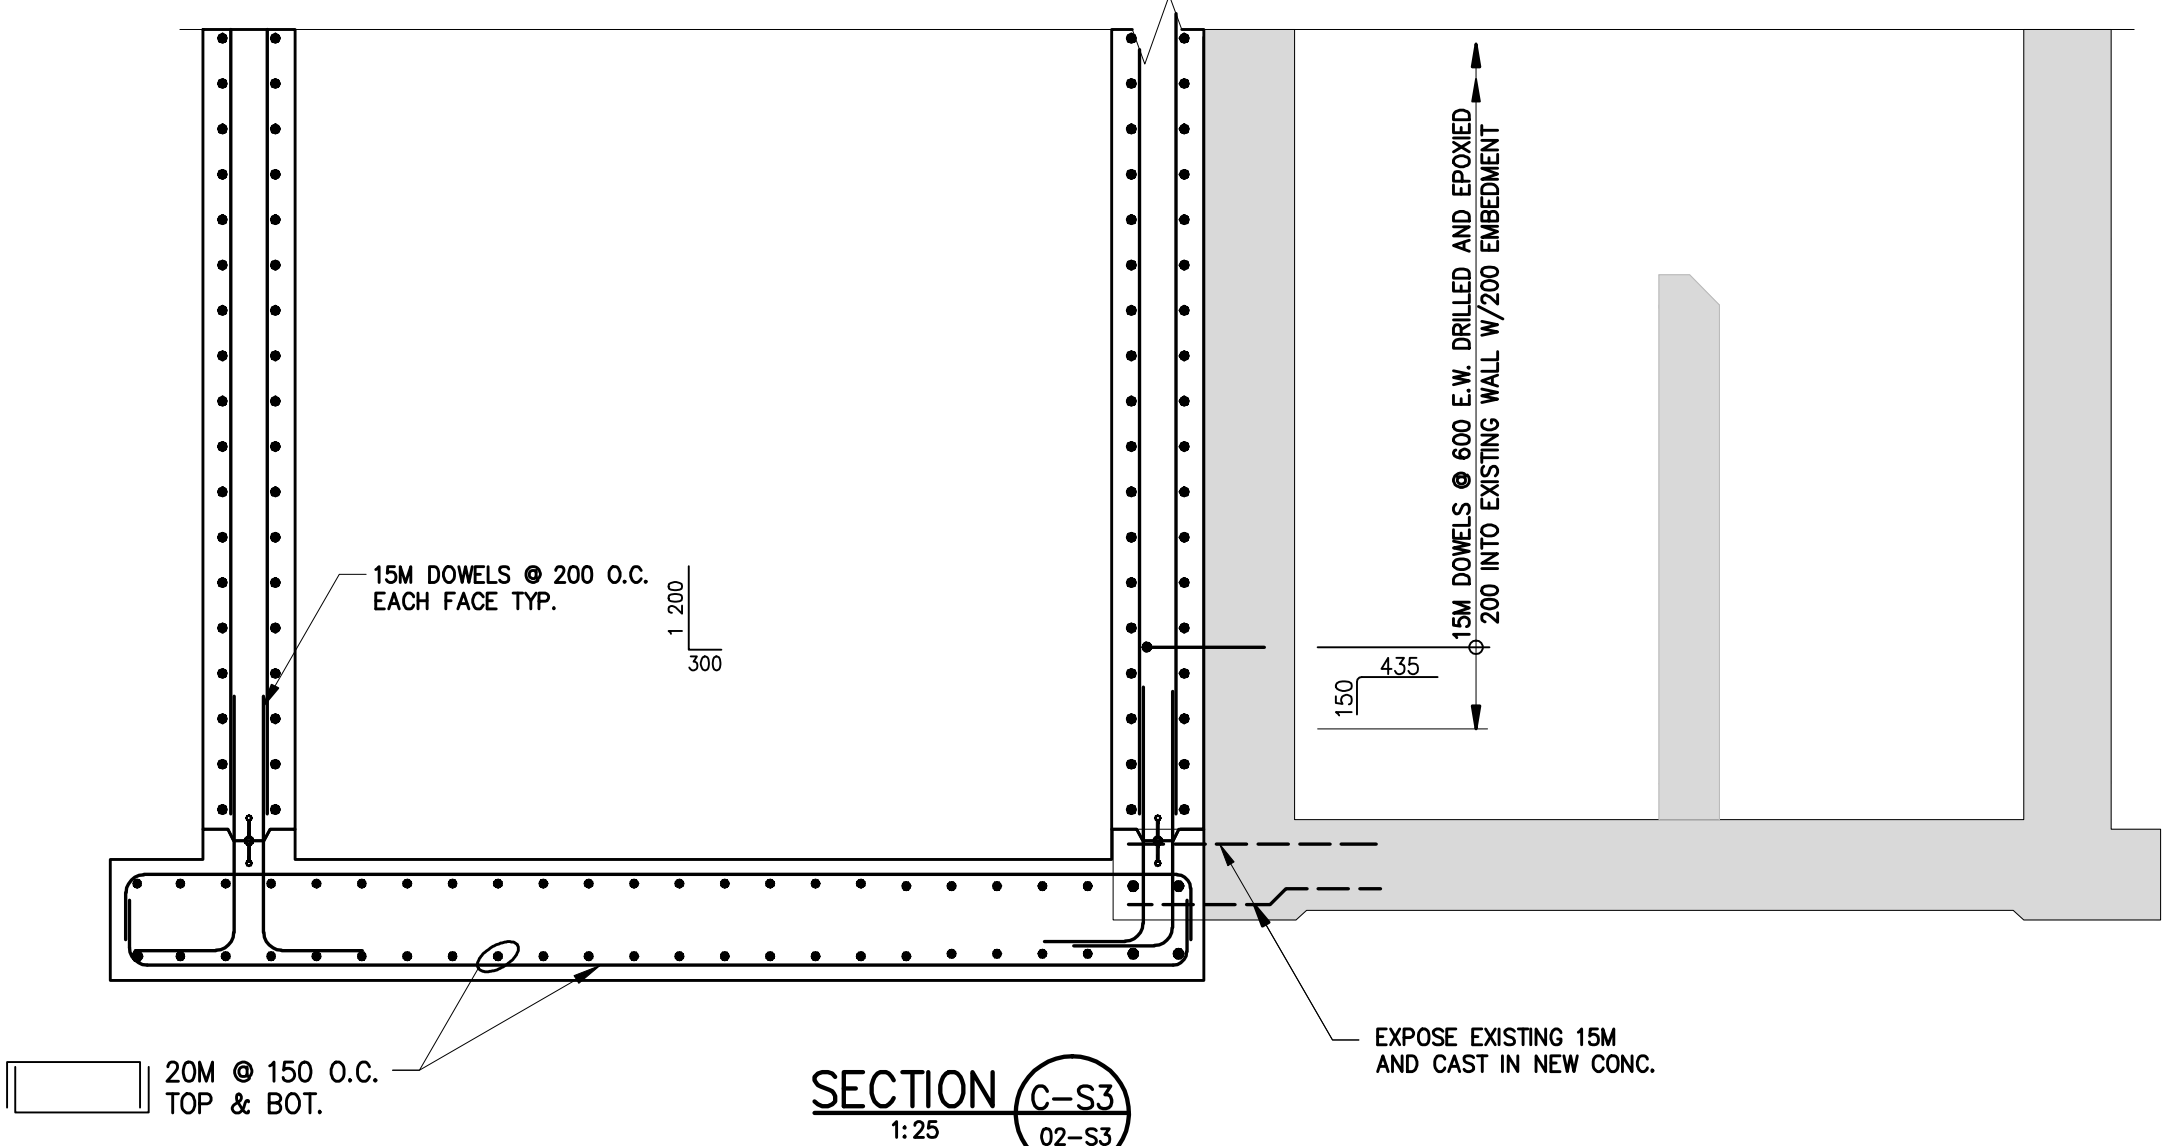 15M DOWELS @ 600 E.W. DRILLED AND EPOXIED
200 INTO EXISTING WALL W/200 EMBEDMENT
15M DOWELS @ 200 O.C.
EACH FACE TYP.
1 200
300
435
150
EXPOSE EXISTING 15M
AND CAST IN NEW CONC.
20M @ 150 O.C.
TOP & BOT.
SECTION
1:25
C-S3
02-S3